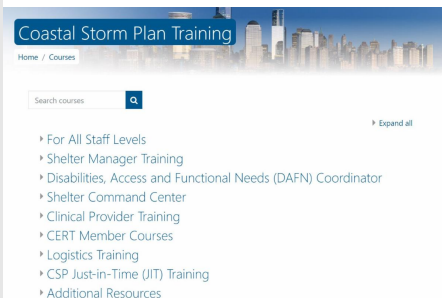 Coastal Storm Plan Training
Home / Courses
Search courses
Expand all
For All Staff Levels
Shelter Manager Training
Disabilities, Access and Functional Needs (DAFN) Coordinator
Shelter Command Center
Clinical Provider Training
CERT Member Courses
Logistics Training
CSP Just-in-Time (JIT) Training
Additional Resources